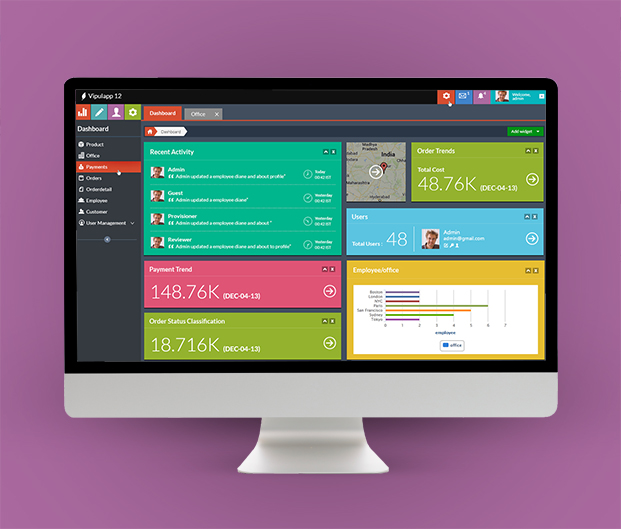 Vipulapp 12
Welcome,
admin
Dashboard
Dashboard
Office
Product
Office
Payments
Orders
Orderdetail
Employee
Customer
User Management
Dashboard
Add widget
Recent Activity
Admin
Admin updated a employee diane and about profile"
Today
00:42:07
Guest
Admin updated a employee diane"
Yesterday
00:42:07
Provisioner
Admin updated a employee diane and about "
Yesterday
00:42:07
Reviewer
Admin updated a employee diane and about to profile"
Yesterday
00:42:07
Madhya
Pradesh
India
Maharashtra
Hyderabad
Order Trends
Total Cost
48.76K (DEC-04-13)
Users
Total Users : 48
Admin
admin@gmail.com
Payment Trend
148.76K (DEC-04-13)
Order Status Classification
18.716K (DEC-04-13)
Employee/office
Boston
London
NYC
Paris
San Francisco
Sydney
Tokyo
0 1 2 3 4 5 6 7
employee
office